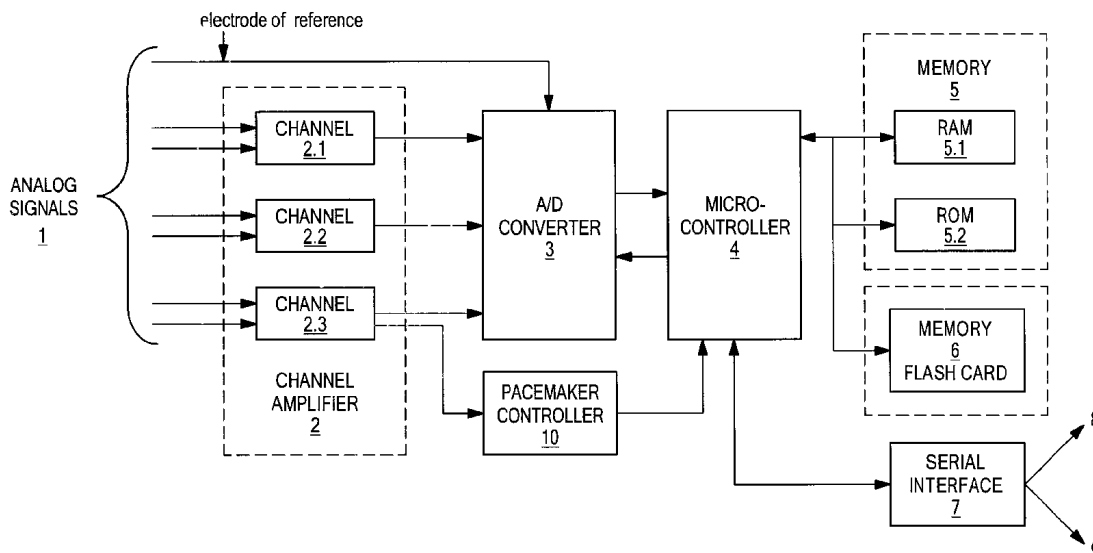 electrode of reference
ANALOG
SIGNALS
1
CHANNEL
2.1
CHANNEL
2.2
CHANNEL
2.3
CHANNEL
AMPLIFIER
2
A/D
CONVERTER
3
PACEMAKER
CONTROLLER
10
MICRO-
CONTROLLER
4
MEMORY
5
RAM
5.1
ROM
5.2
MEMORY
6
FLASH CARD
SERIAL
INTERFACE
7